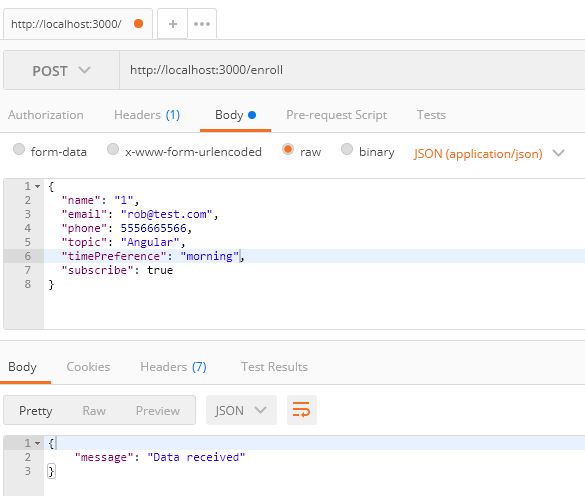 http://localhost:3000/
+ •••
POST http://localhost:3000/enroll
Authorization Headers (1) Body Pre-request Script Tests
form-data x-www-form-urlencoded raw binary JSON (application/json)
1 {
2 "name": "1",
3 "email": "rob@test.com",
4 "phone": 5556665566,
5 "topic": "Angular",
6 "timePreference": "morning",
7 "subscribe": true
8 }
Body Cookies Headers (7) Test Results
Pretty Raw Preview JSON
1 {
2 "message": "Data received"
3 }